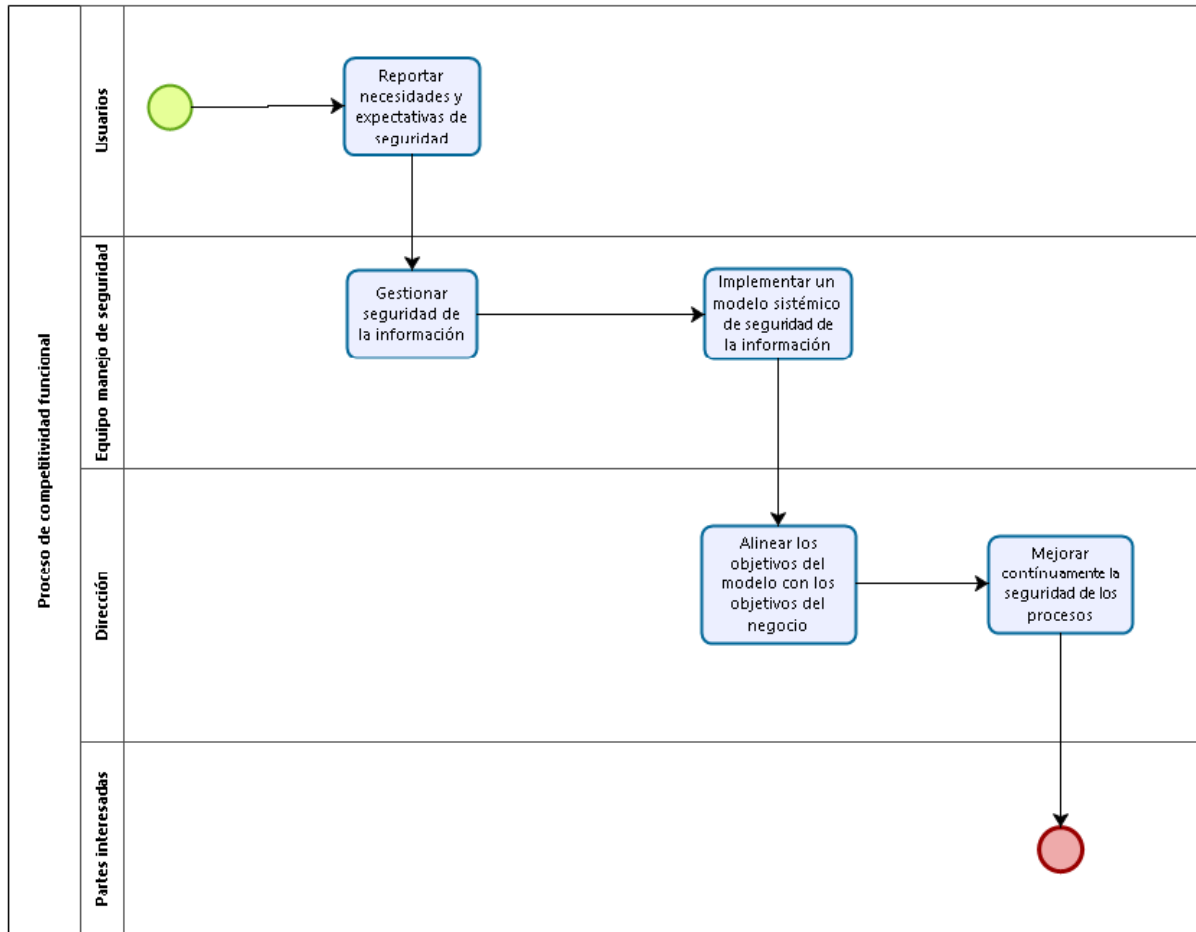 Proceso de competitividad funcional
Usuarios
Reportar
necesidades y
expectativas de
seguridad
Equipo manejo de seguridad
Gestionar
seguridad de
la información
Implementar un
modelo sistémico
de seguridad de
la información
Dirección
Alinear los
objetivos del
modelo con los
objetivos del
negocio
Mejorar
contínuamente la
seguridad de los
procesos
Partes interesadas